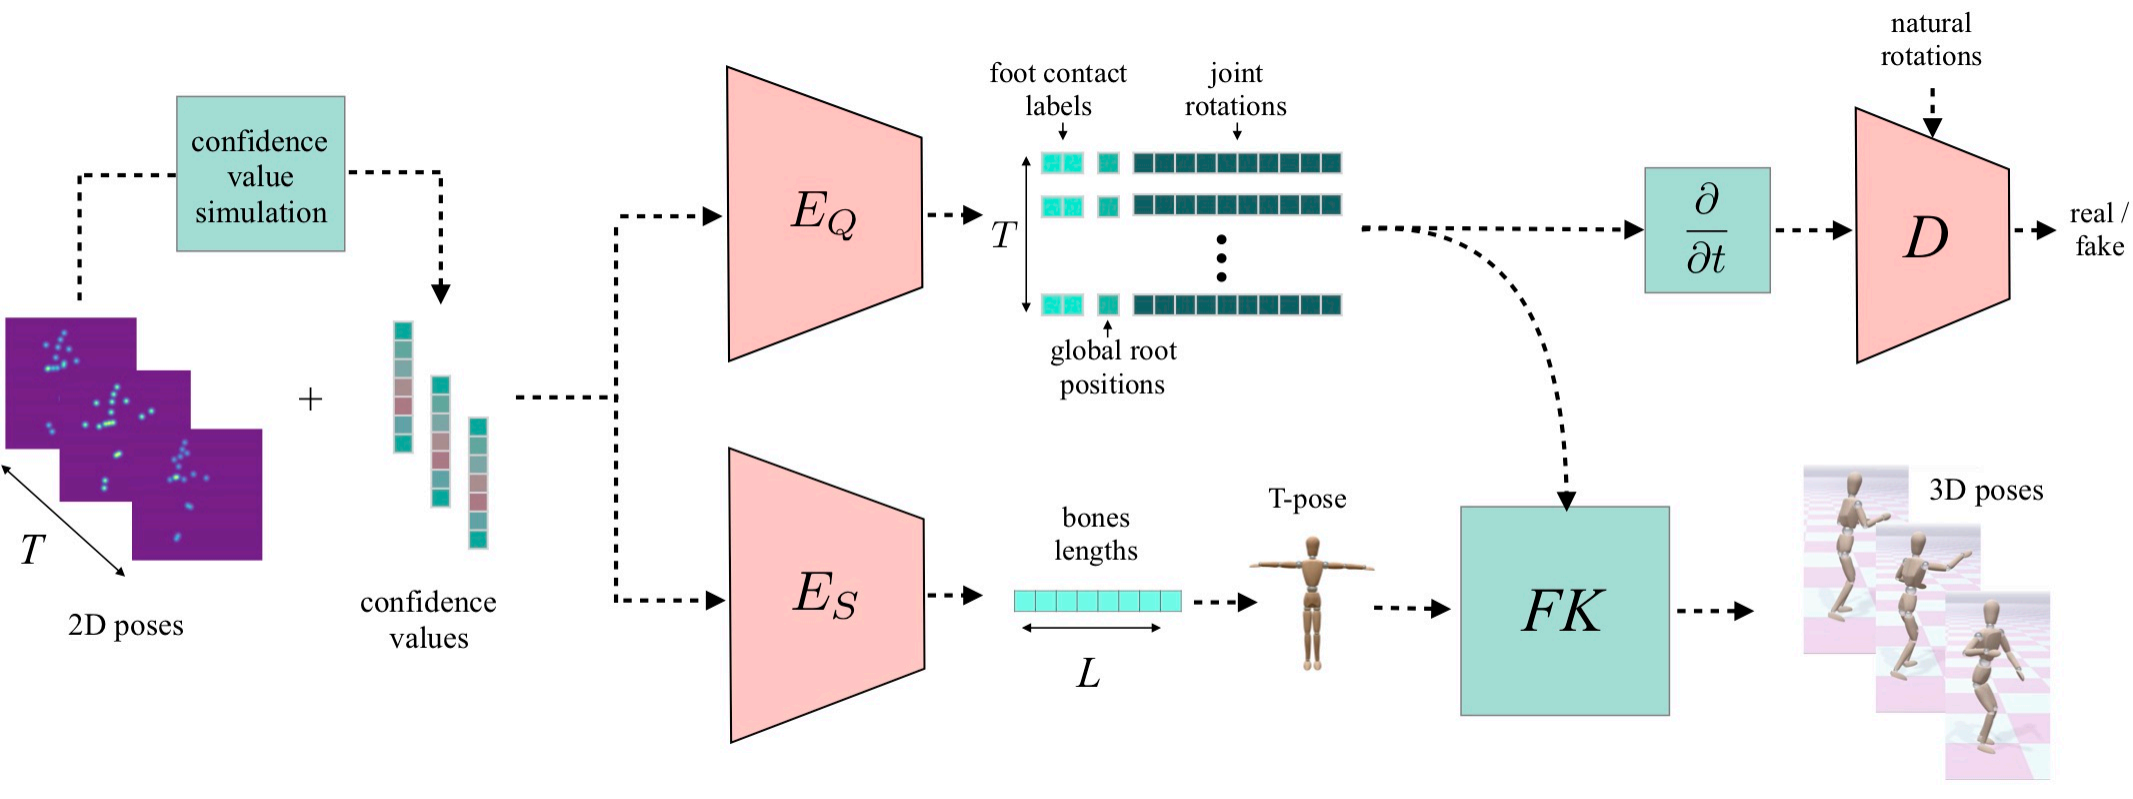 confidence
value
simulation
2D poses
T
+
confidence
values
E_Q
E_S
foot contact
labels
joint
rotations
T
global root
positions
bones
lengths
L
T-pose
FK
∂
∂t
natural
rotations
D
real /
fake
3D poses